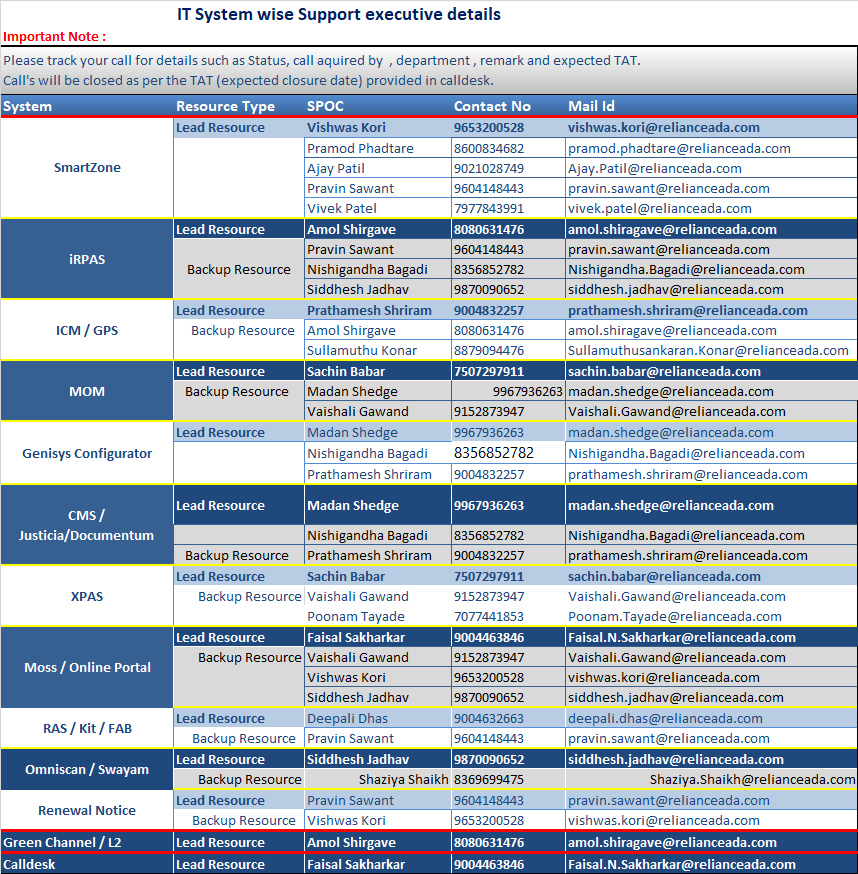 IT System wise Support executive details
Important Note :
Please track your call for details such as Status, call aquired by , department , remark and expected TAT.
Call's will be closed as per the TAT (expected closure date) provided in calldesk.
System Resource Type SPOC Contact No Mail Id
Lead Resource Vishwas Kori 9653200528 vishwas.kori@relianceada.com
Pramod Phadtare 8600834682 pramod.phadtare@relianceada.com
SmartZone Ajay Patil 9021028749 Ajay.Patil@relianceada.com
Pravin Sawant 9604148443 pravin.sawant@relianceada.com
Vivek Patel 7977843991 vivek.patel@relianceada.com
Lead Resource Amol Shirgave 8080631476 amol.shiragave@relianceada.com
Pravin Sawant 9604148443 pravin.sawant@relianceada.com
iRPAS Backup Resource Nishigandha Bagadi 8356852782 Nishigandha.Bagadi@relianceada.com
Siddhesh Jadhav 9870090652 siddhesh.jadhav@relianceada.com
Lead Resource Prathamesh Shriram 9004832257 prathamesh.shriram@relianceada.com
ICM / GPS Backup Resource Amol Shirgave 8080631476 amol.shiragave@relianceada.com
Sullamuthu Konar 8879094476 Sullamuthusankaran.Konar@relianceada.com
Lead Resource Sachin Babar 7507297911 sachin.babar@relianceada.com
MOM Backup Resource Madan Shedge 9967936263 madan.shedge@relianceada.com
Vaishali Gawand 9152873947 Vaishali.Gawand@relianceada.com
Lead Resource Madan Shedge 9967936263 madan.shedge@relianceada.com
Genisys Configurator Nishigandha Bagadi 8356852782 Nishigandha.Bagadi@relianceada.com
Prathamesh Shriram 9004832257 prathamesh.shriram@relianceada.com
Lead Resource Madan Shedge 9967936263 madan.shedge@relianceada.com
CMS /
Justicia/Documentum Nishigandha Bagadi 8356852782 Nishigandha.Bagadi@relianceada.com
Backup Resource Prathamesh Shriram 9004832257 prathamesh.shriram@relianceada.com
Lead Resource Sachin Babar 7507297911 sachin.babar@relianceada.com
XPAS Backup Resource Vaishali Gawand 9152873947 Vaishali.Gawand@relianceada.com
Poonam Tayade 7077441853 Poonam.Tayade@relianceada.com
Lead Resource Faisal Sakharkar 9004463846 Faisal.N.Sakharkar@relianceada.com
Moss / Online Portal Backup Resource Vaishali Gawand 9152873947 Vaishali.Gawand@relianceada.com
Vishwas Kori 9653200528 vishwas.kori@relianceada.com
Siddhesh Jadhav 9870090652 siddhesh.jadhav@relianceada.com
RAS / Kit / FAB Lead Resource Deepali Dhas 9004632663 deepali.dhas@relianceada.com
Backup Resource Pravin Sawant 9604148443 pravin.sawant@relianceada.com
Omniscan / Swayam Lead Resource Siddhesh Jadhav 9870090652 siddhesh.jadhav@relianceada.com
Backup Resource Shaziya Shaikh 8369699475 Shaziya.Shaikh@relianceada.com
Renewal Notice Lead Resource Pravin Sawant 9604148443 pravin.sawant@relianceada.com
Backup Resource Vishwas Kori 9653200528 vishwas.kori@relianceada.com
Green Channel / L2 Lead Resource Amol Shirgave 8080631476 amol.shiragave@relianceada.com
Calldesk Lead Resource Faisal Sakharkar 9004463846 Faisal.N.Sakharkar@relianceada.com